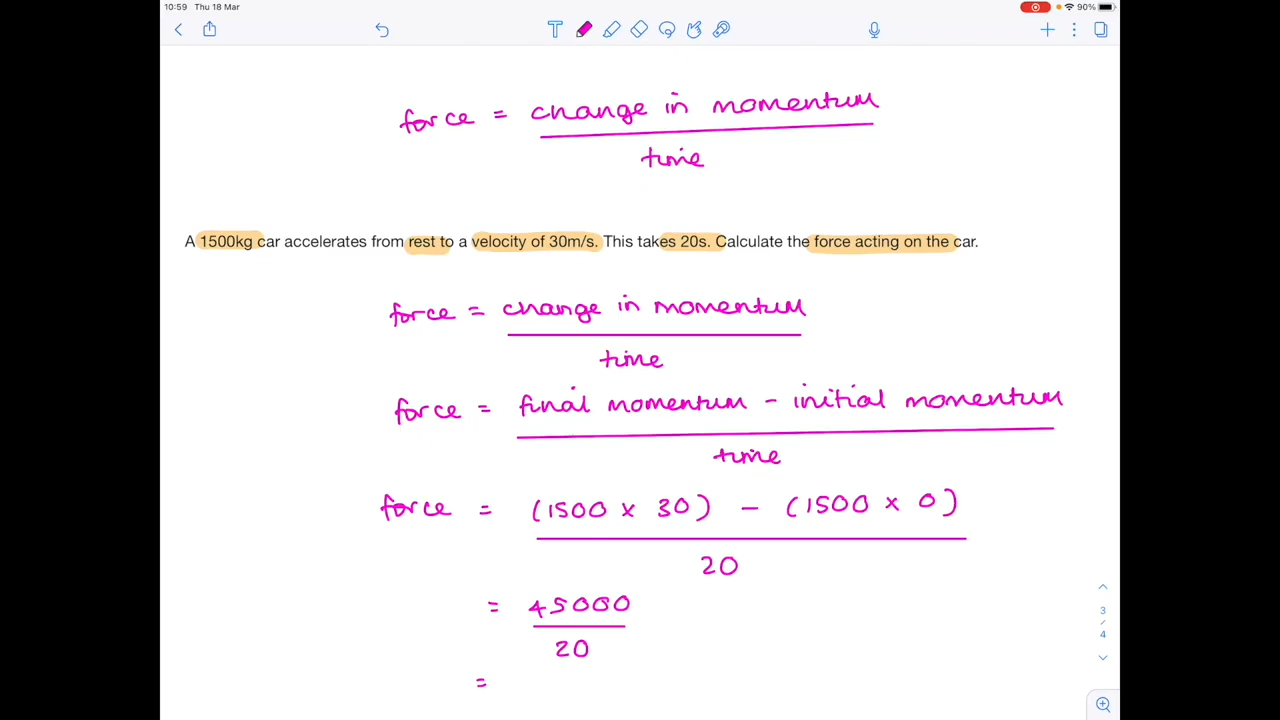 10:59 Thu 18 Mar
90%
T
force = change in momentum
time
A 1500kg car accelerates from rest to a velocity of 30m/s. This takes 20s. Calculate the force acting on the car.
force = change in momentum
time
force = final momentum - initial momentum
time
force = (1500 x 30) - (1500 x 0)
20
= 45000
20
=
3
/
4